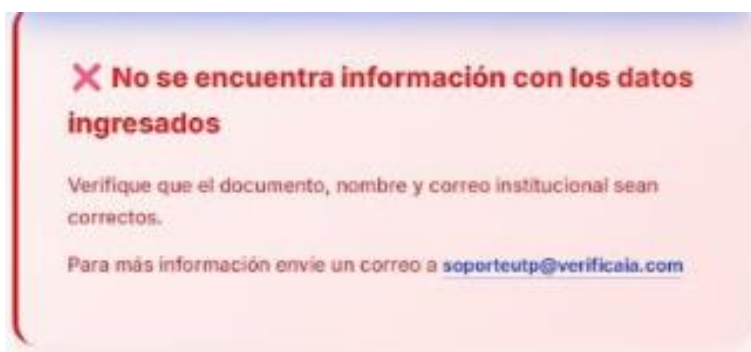 ❌ No se encuentra información con los datos
ingresados
Verifique que el documento, nombre y correo institucional sean
correctos.
Para más información envíe un correo a soporteutp@verificaia.com